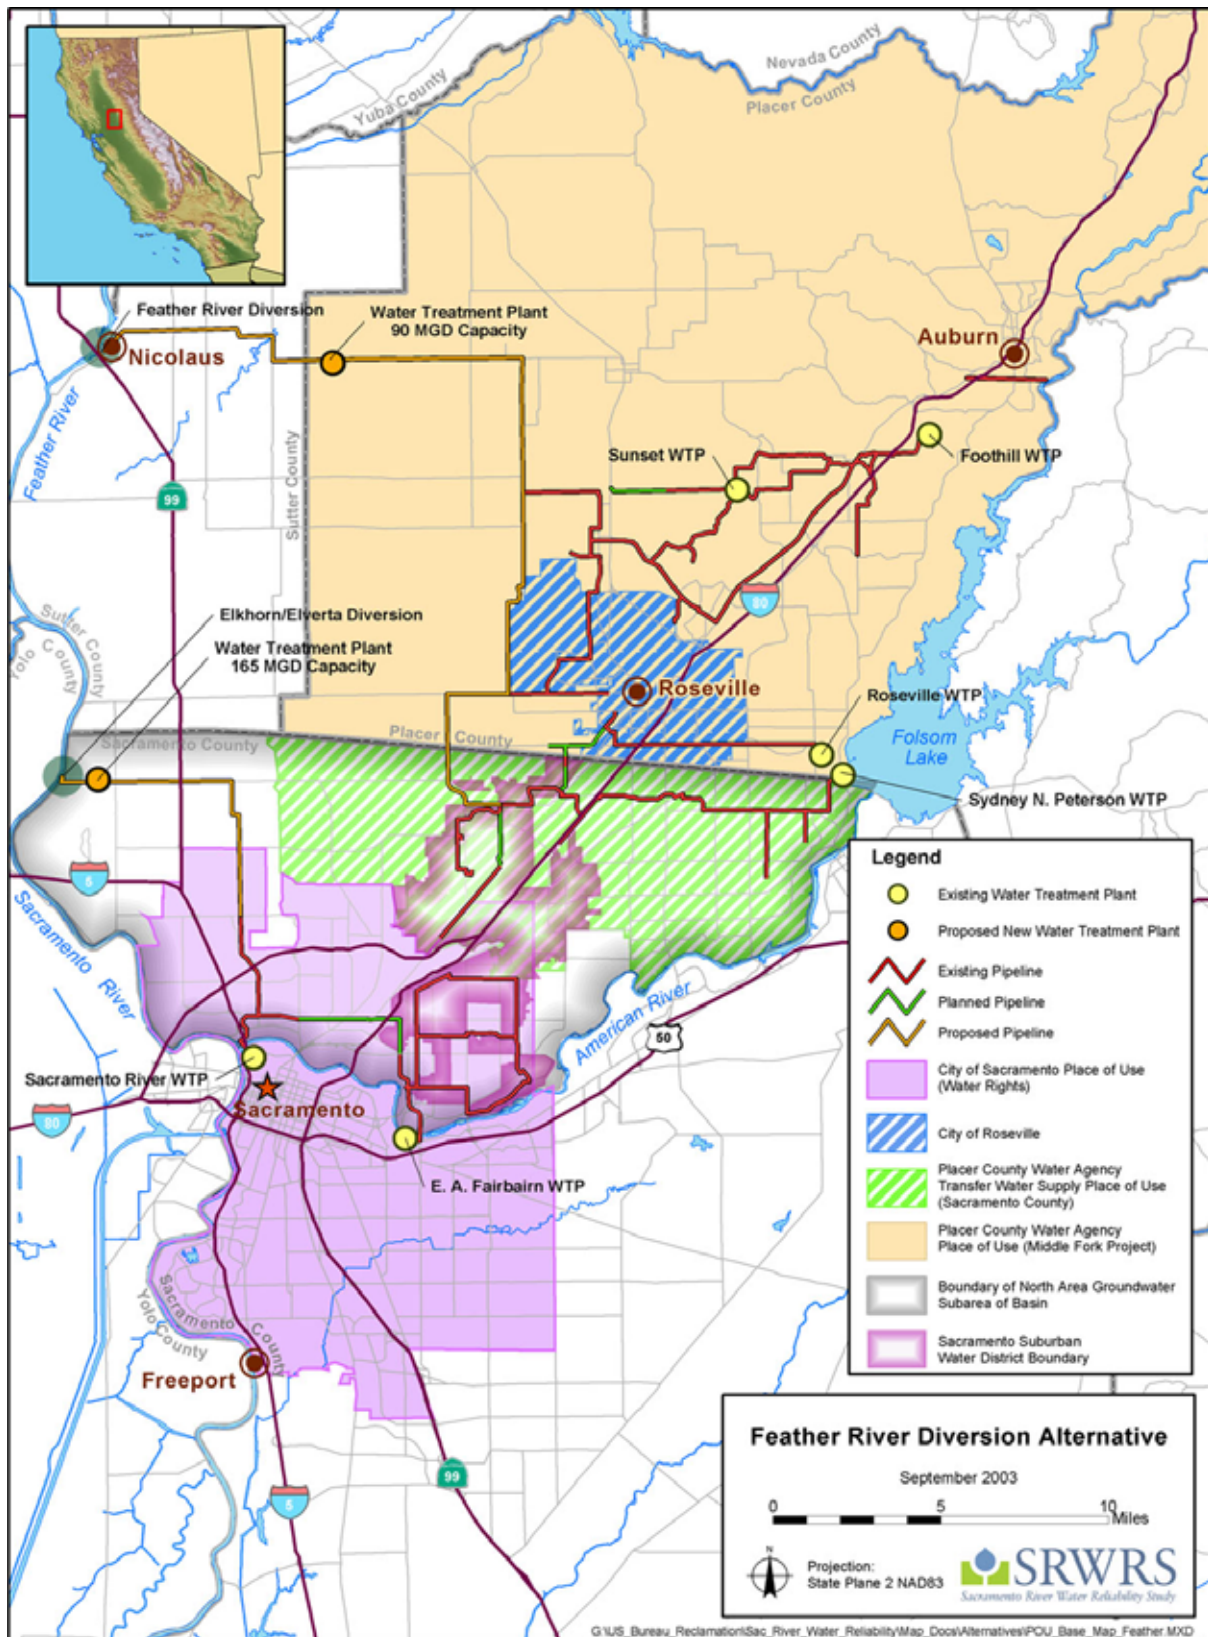 Nevada County
Placer County
Yuba County
Feather River Diversion
Water Treatment Plant
90 MGD Capacity
Nicolaus
Auburn
Feather River
Sutter County
99
Sunset WTP
Foothill WTP
80
Elkhorn/Elverta Diversion
Water Treatment Plant
165 MGD Capacity
Sutter County
Yolo County
Roseville
Roseville WTP
Placer County
Sacramento County
Folsom
Lake
Sydney N. Peterson WTP
5
Sacramento River
American River
50
Sacramento River WTP
Sacramento
80
E. A. Fairbairn WTP
Sacramento County
Yolo County
Freeport
99
5
Legend
Existing Water Treatment Plant
Proposed New Water Treatment Plant
Existing Pipeline
Planned Pipeline
Proposed Pipeline
City of Sacramento Place of Use
(Water Rights)
City of Roseville
Placer County Water Agency
Transfer Water Supply Place of Use
(Sacramento County)
Placer County Water Agency
Place of Use (Middle Fork Project)
Boundary of North Area Groundwater
Subarea of Basin
Sacramento Suburban
Water District Boundary
Feather River Diversion Alternative
September 2003
0 5 10
Miles
N
Projection:
State Plane 2 NAD83
SRWRS
Sacramento River Water Reliability Study
G:\US_Bureau_Reclamation\Sac_River_Water_Reliability\Map_Docs\Alternatives\POU_Base_Map_Feather.MXD